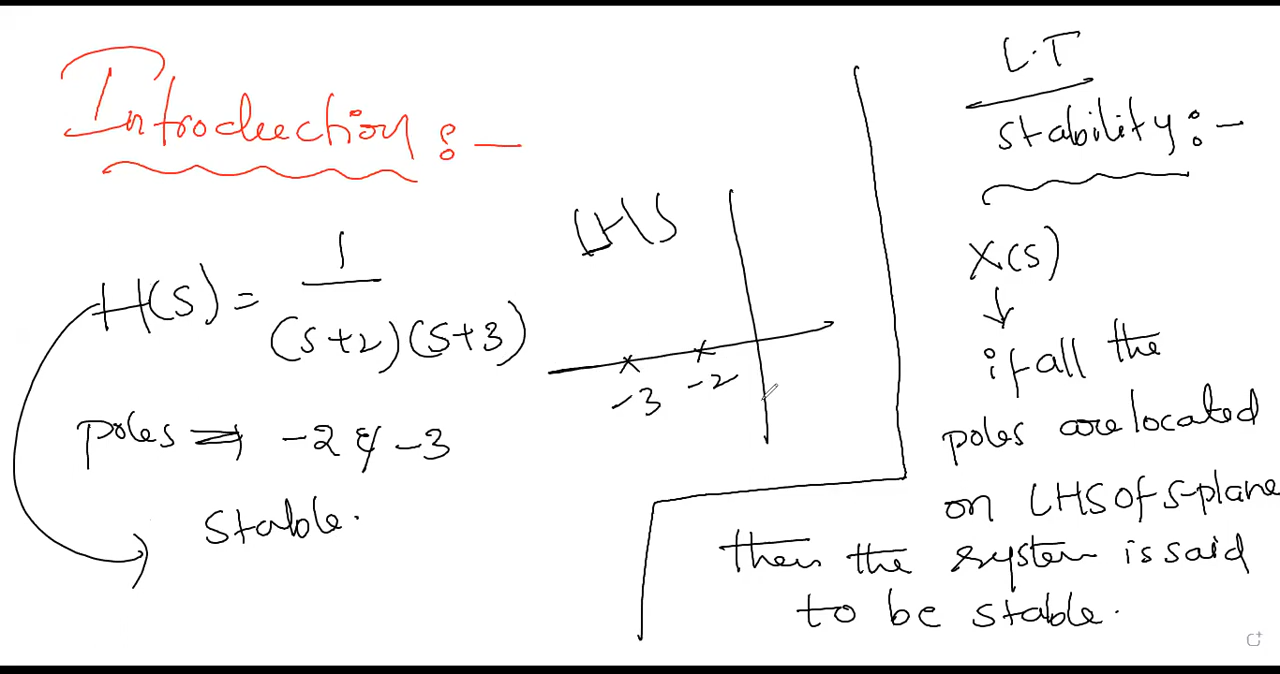 Introduction :-
H(S) = 1
(S+2)(S+3)
poles ⇒ -2 & -3
Stable.
LHS
-3 -2
L.T
stability :-
X(S)
↓
if all the
poles are located
on LHS of s-plane
then the system is said
to be stable.